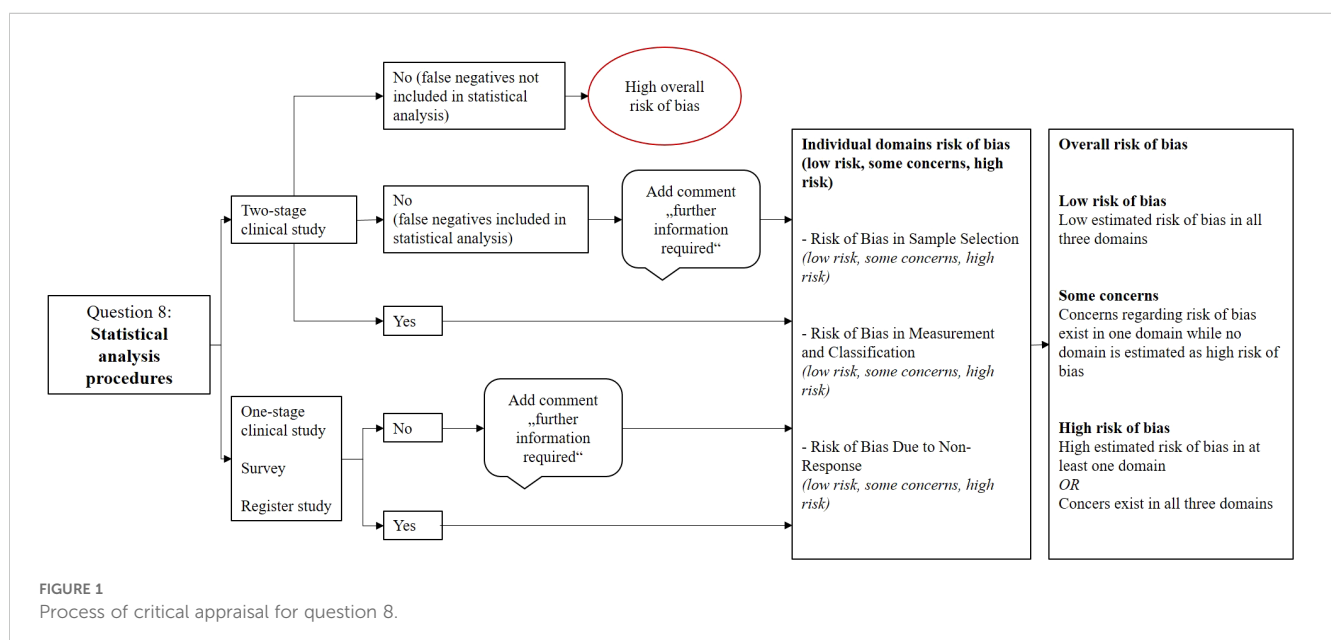 No (false negatives not
included in statistical
analysis)
High overall
risk of bias
Two-stage
clinical study
No
(false negatives included in
statistical analysis)
Add comment
„further
information
required“
Yes
Question 8:
Statistical
analysis
procedures
One-stage
clinical study
Survey
Register study
No
Add comment
„further
information
required“
Yes
Individual domains risk of bias
(low risk, some concerns, high
risk)
- Risk of Bias in Sample Selection
(low risk, some concerns, high
risk)
- Risk of Bias in Measurement
and Classification
(low risk, some concerns, high
risk)
- Risk of Bias Due to Non-
Response
(low risk, some concerns, high
risk)
Overall risk of bias
Low risk of bias
Low estimated risk of bias in all
three domains
Some concerns
Concerns regarding risk of bias
exist in one domain while no
domain is estimated as high risk of
bias
High risk of bias
High estimated risk of bias in at
least one domain
OR
Concers exist in all three domains
FIGURE 1
Process of critical appraisal for question 8.